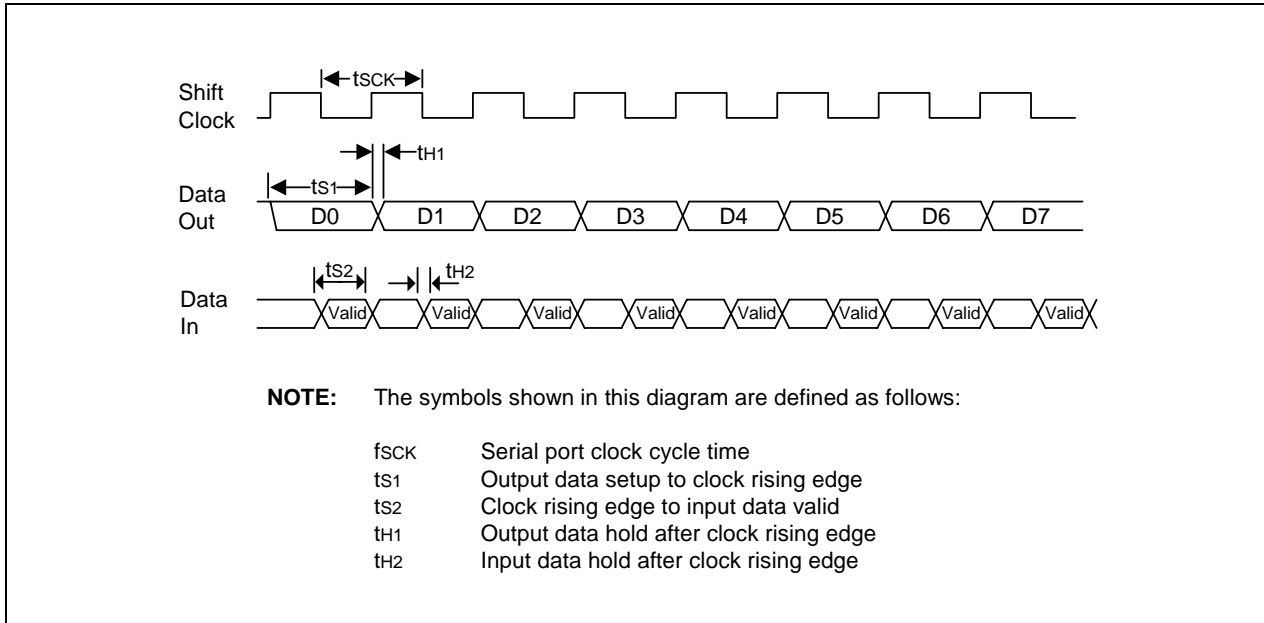 tSCK
Shift
Clock
tH1
tS1
Data
Out
D0 D1 D2 D3 D4 D5 D6 D7
tS2
tH2
Data
In
Valid Valid Valid Valid Valid Valid Valid Valid
NOTE: The symbols shown in this diagram are defined as follows:
fSCK Serial port clock cycle time
tS1 Output data setup to clock rising edge
tS2 Clock rising edge to input data valid
tH1 Output data hold after clock rising edge
tH2 Input data hold after clock rising edge